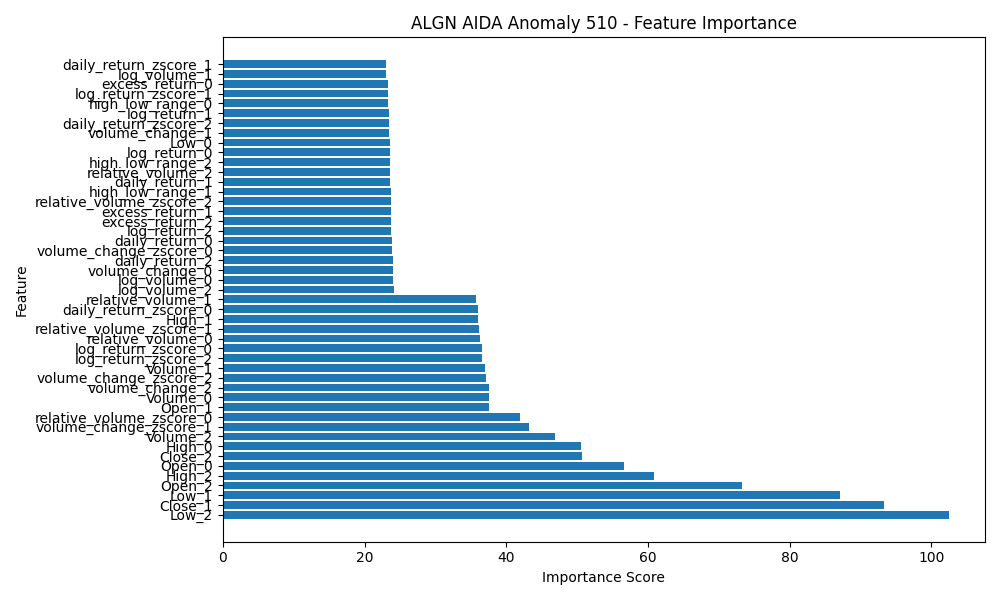 ALGN AIDA Anomaly 510 - Feature Importance
daily_return_zscore_1
log_volume_1
excess_return_0
log_return_zscore_1
high_low_range_0
log_return_1
daily_return_zscore_2
volume_change_1
Low_0
log_return_0
high_low_range_2
relative_volume_2
daily_return_1
high_low_range_1
relative_volume_zscore_2
excess_return_1
excess_return_2
log_return_2
daily_return_0
volume_change_zscore_0
daily_return_2
volume_change_0
log_volume_0
log_volume_2
relative_volume_1
daily_return_zscore_0
High_1
relative_volume_zscore_1
relative_volume_0
log_return_zscore_0
log_return_zscore_2
Volume_1
volume_change_zscore_2
volume_change_2
Volume_0
Open_1
relative_volume_zscore_0
volume_change_zscore_1
Volume_2
High_0
Close_2
Open_0
High_2
Open_2
Low_1
Close_1
Low_2
Feature
0 20 40 60 80 100
Importance Score